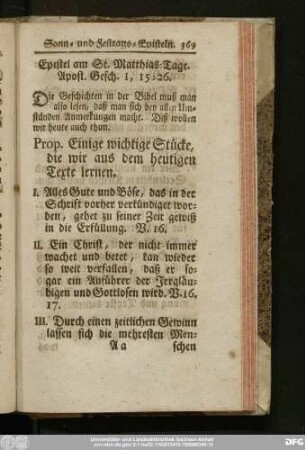 Sonn- und Festtags-Episteln. 369
Epistel am St. Matthias-Tage.
Apost. Gesch. 1, 15-26.
Die Geschichten in der Bibel muß man
also lesen, daß man sich bey allen Um-
ständen Anmerkungen macht. Diß wollen
wir heute auch thun.
Prop. Einige wichtige Stücke,
die wir aus dem heutigen
Texte lernen.
I. Alles Gute und Böse, das in der
Schrift vorher verkündiget wor-
den, gehet zu seiner Zeit gewiß
in die Erfüllung. V. 16.
II. Ein Christ, der nicht immer
wachet und betet, kan wieder
so weit verfallen, daß er so-
gar ein Anführer der Irrgläu-
bigen und Gottlosen wird. V. 16.
17.
III. Durch einen zeitlichen Gewinn
lassen sich die mehresten Men-
A a schen